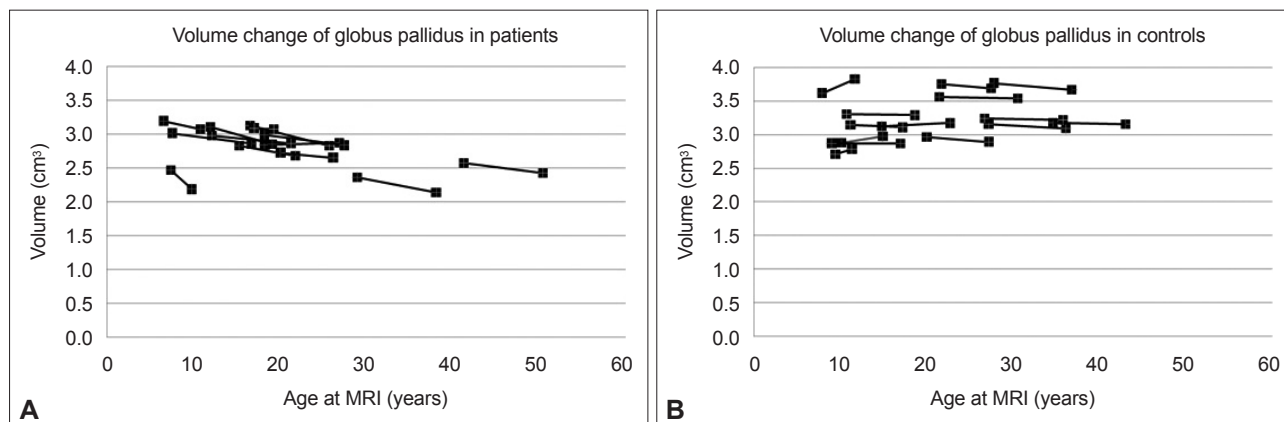 Volume change of globus pallidus in patients
4.0
3.5
3.0
2.5
2.0
1.5
1.0
0.5
0.0
Volume (cm³)
0 10 20 30 40 50 60
Age at MRI (years)
A
Volume change of globus pallidus in controls
4.0
3.5
3.0
2.5
2.0
1.5
1.0
0.5
0.0
Volume (cm³)
0 10 20 30 40 50 60
Age at MRI (years)
B